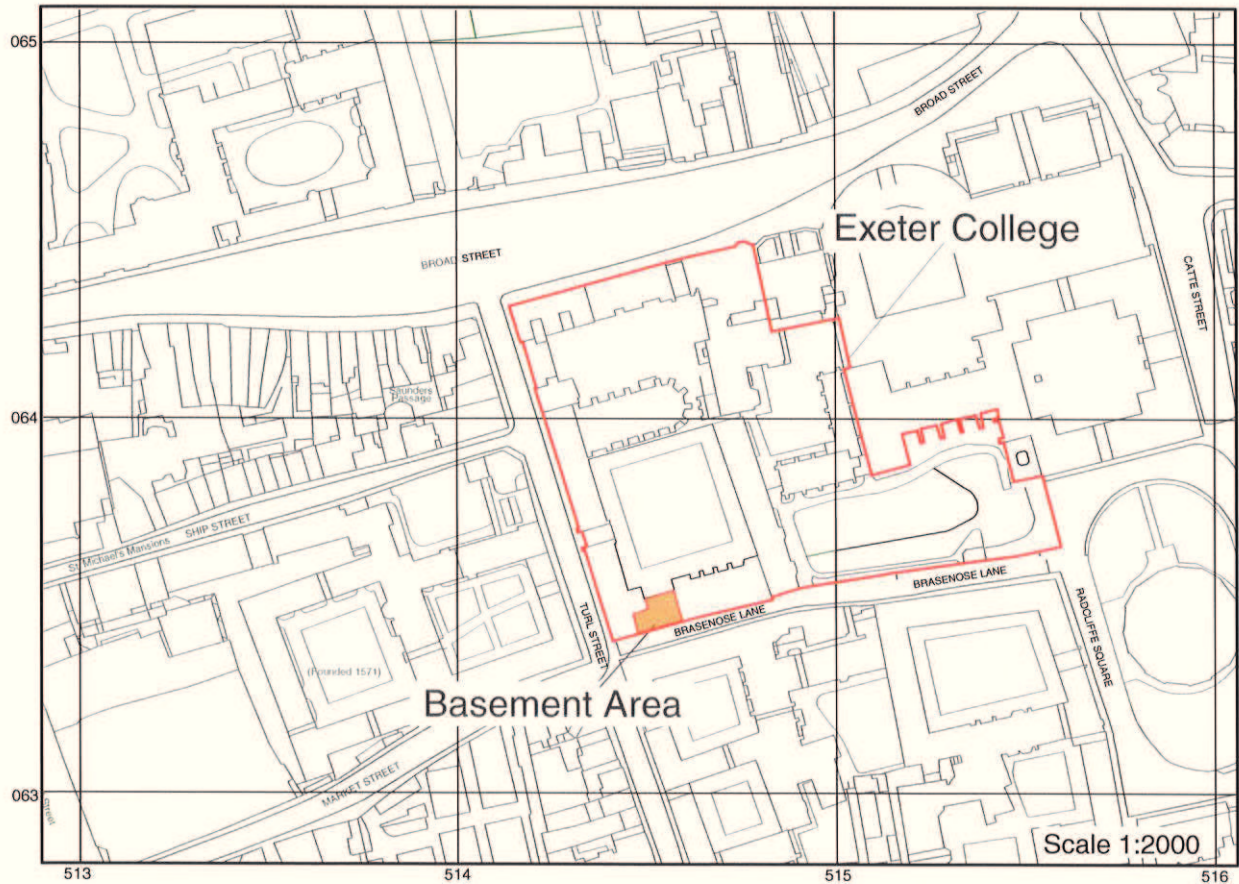 065
BROAD STREET
Exeter College
BROAD STREET
CATTE STREET
Saunders
Passage
064
SHIP STREET
St Michael's Mansions
BRASENOSE LANE
TURL STREET
BRASENOSE LANE
RADCLIFFE SQUARE
(Founded 1571)
Basement Area
MARKET STREET
063
Street
Scale 1:2000
513
514
515
516